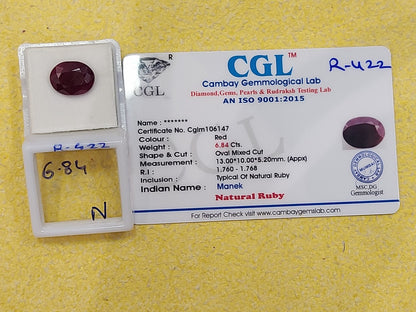 CGL™
R-422
R
CGL
Cambay Gemmological Lab
Diamond,Gems, Pearls & Rudraksh Testing Lab
AN ISO 9001:2015
Name : *******
Certificate No. Cglm106147
Color : Red
Weight : 6.84 Cts.
Shape & Cut : Oval Mixed Cut
Measurement : 13.00*10.00*5.20mm. (Appx)
R.I : 1.760 - 1.768
Inclusion : Typical Of Natural Ruby
Indian Name : Manek
Natural Ruby
For Report Check : www.cambaygemslab.com
MSC,DG
Gemmologist
R-422
6.84
N